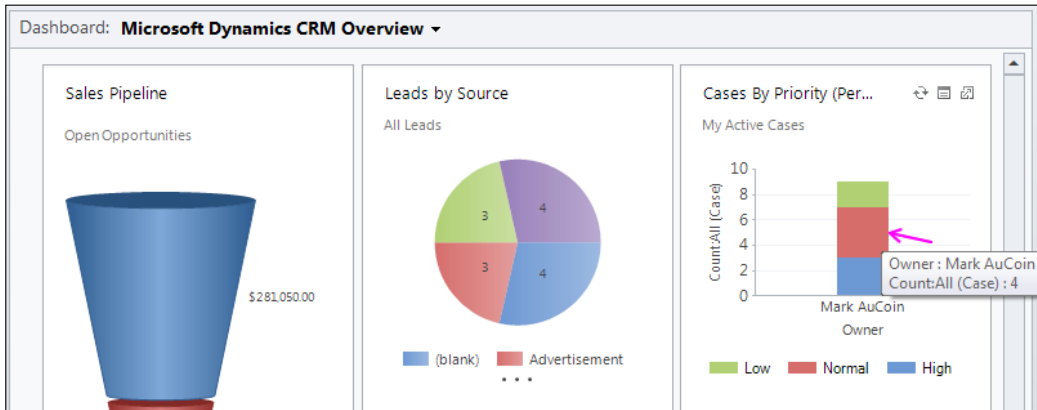 Dashboard: Microsoft Dynamics CRM Overview
Sales Pipeline
Open Opportunities
$281,050.00
Leads by Source
All Leads
3
4
3
4
(blank)
Advertisement
...
Cases By Priority (Per...
My Active Cases
Count:All (Case)
10
8
6
4
2
0
Owner : Mark AuCoin
Count:All (Case) : 4
Mark AuCoin
Owner
Low
Normal
High